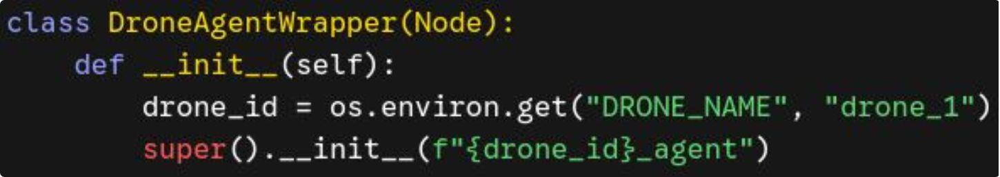 class DroneAgentWrapper(Node):
    def __init__(self):
        drone_id = os.environ.get("DRONE_NAME", "drone_1")
        super().__init__(f"{drone_id}_agent")